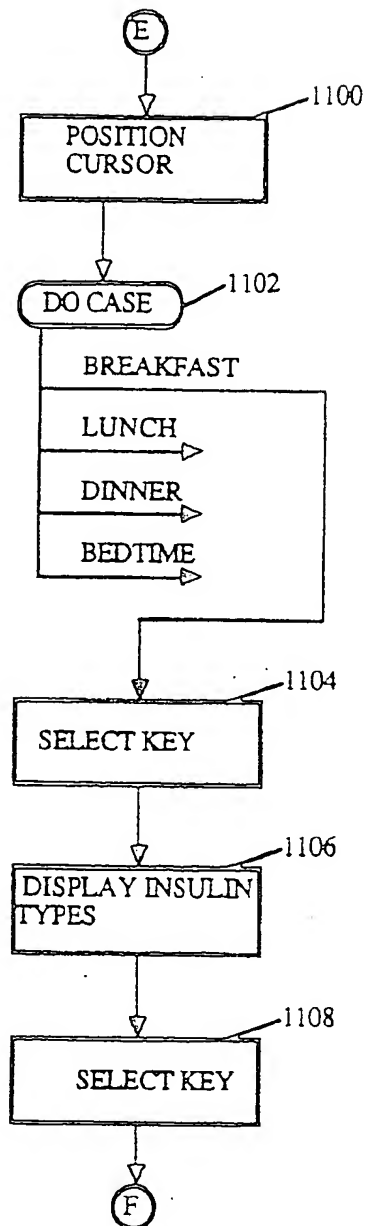 E
1100
POSITION
CURSOR
1102
DO CASE
BREAKFAST
LUNCH
DINNER
BEDTIME
1104
SELECT KEY
1106
DISPLAY INSULIN
TYPES
1108
SELECT KEY
F